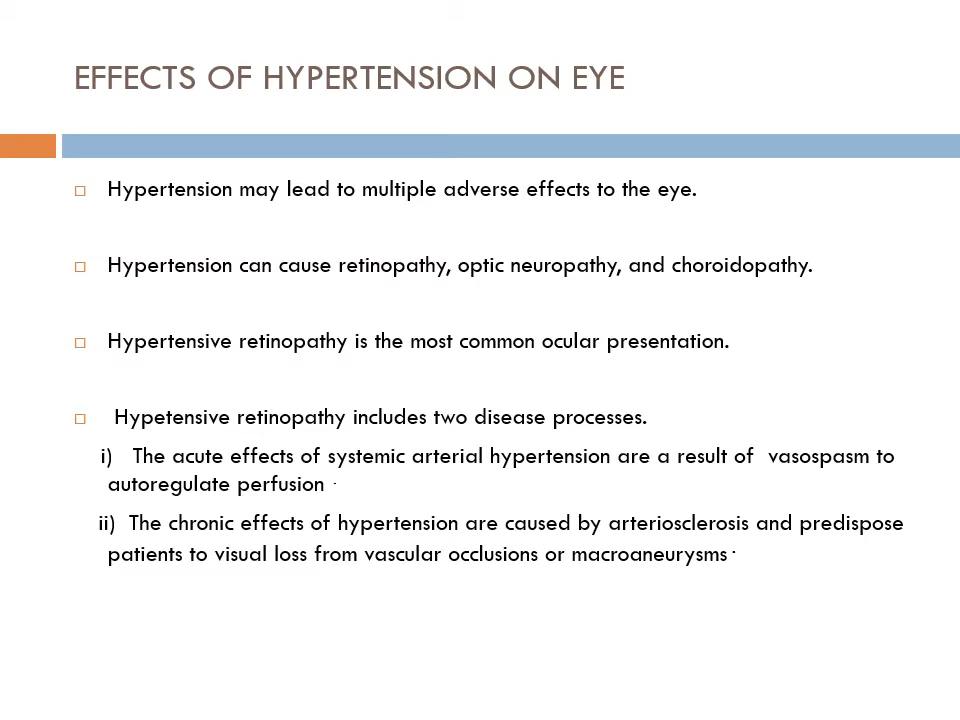 EFFECTS OF HYPERTENSION ON EYE
Hypertension may lead to multiple adverse effects to the eye.
Hypertension can cause retinopathy, optic neuropathy, and choroidopathy.
Hypertensive retinopathy is the most common ocular presentation.
Hypetensive retinopathy includes two disease processes.
i) The acute effects of systemic arterial hypertension are a result of vasospasm to
autoregulate perfusion .
ii) The chronic effects of hypertension are caused by arteriosclerosis and predispose
patients to visual loss from vascular occlusions or macroaneurysms.